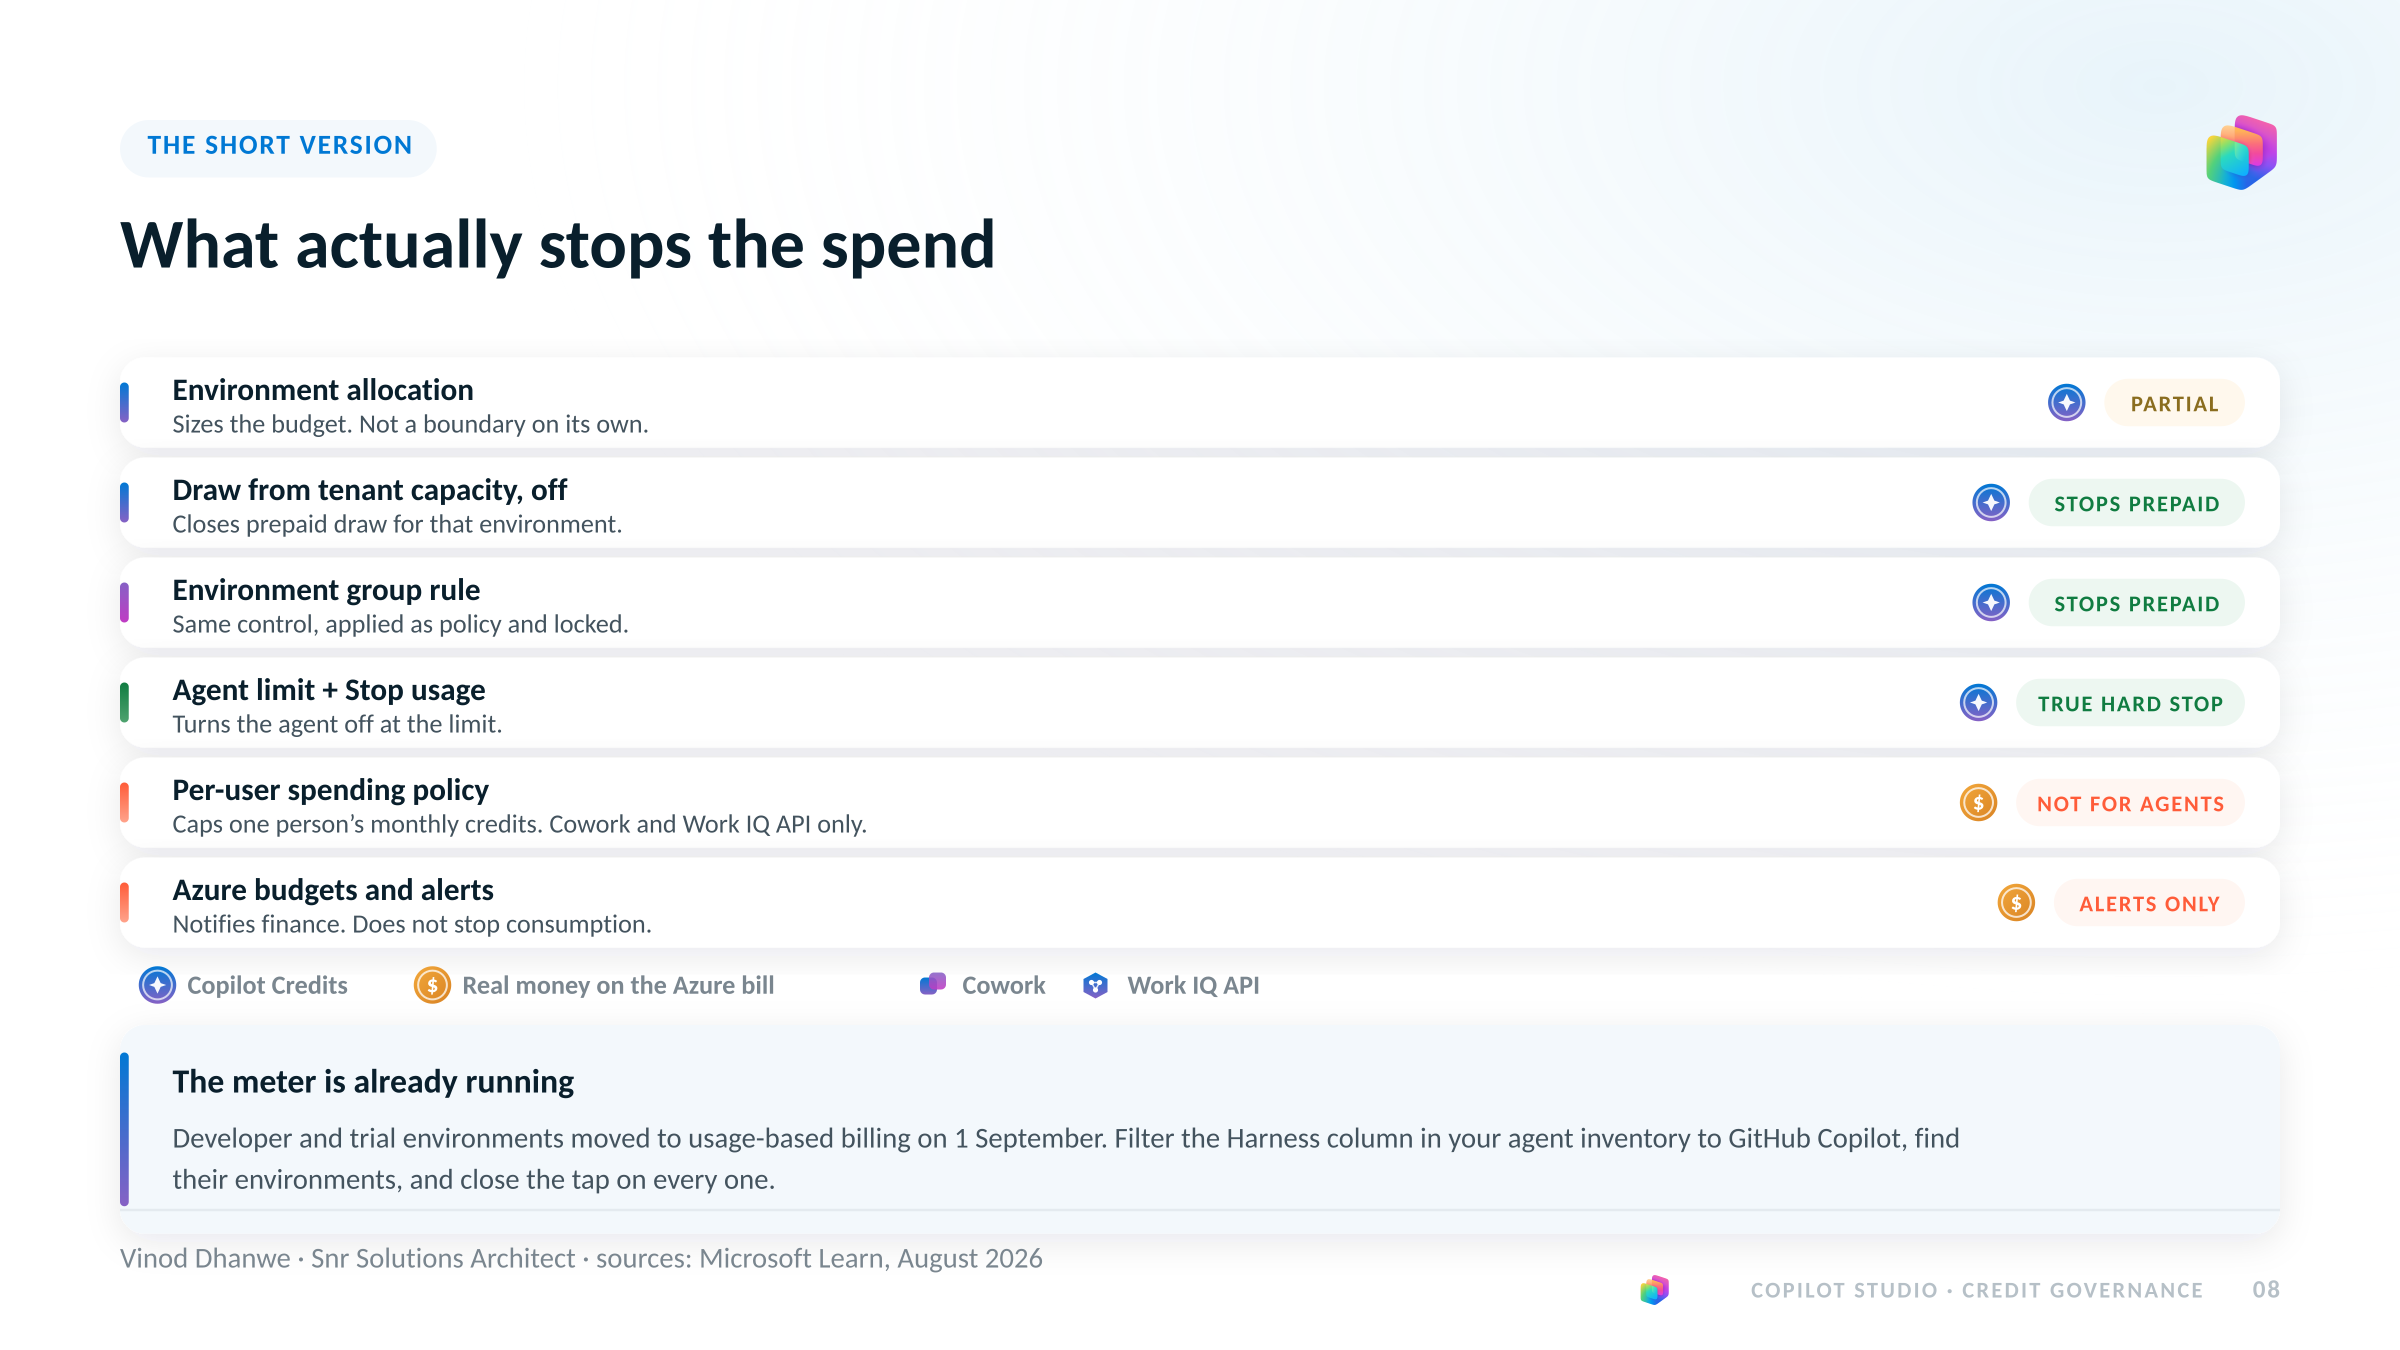 THE SHORT VERSION
What actually stops the spend
Environment allocation
Sizes the budget. Not a boundary on its own.
PARTIAL
Draw from tenant capacity, off
Closes prepaid draw for that environment.
STOPS PREPAID
Environment group rule
Same control, applied as policy and locked.
STOPS PREPAID
Agent limit + Stop usage
Turns the agent off at the limit.
TRUE HARD STOP
Per-user spending policy
Caps one person’s monthly credits. Cowork and Work IQ API only.
$ NOT FOR AGENTS
Azure budgets and alerts
Notifies finance. Does not stop consumption.
$ ALERTS ONLY
Copilot Credits $ Real money on the Azure bill Cowork Work IQ API
The meter is already running
Developer and trial environments moved to usage-based billing on 1 September. Filter the Harness column in your agent inventory to GitHub Copilot, find
their environments, and close the tap on every one.
Vinod Dhanwe · Snr Solutions Architect · sources: Microsoft Learn, August 2026
COPILOT STUDIO · CREDIT GOVERNANCE 08